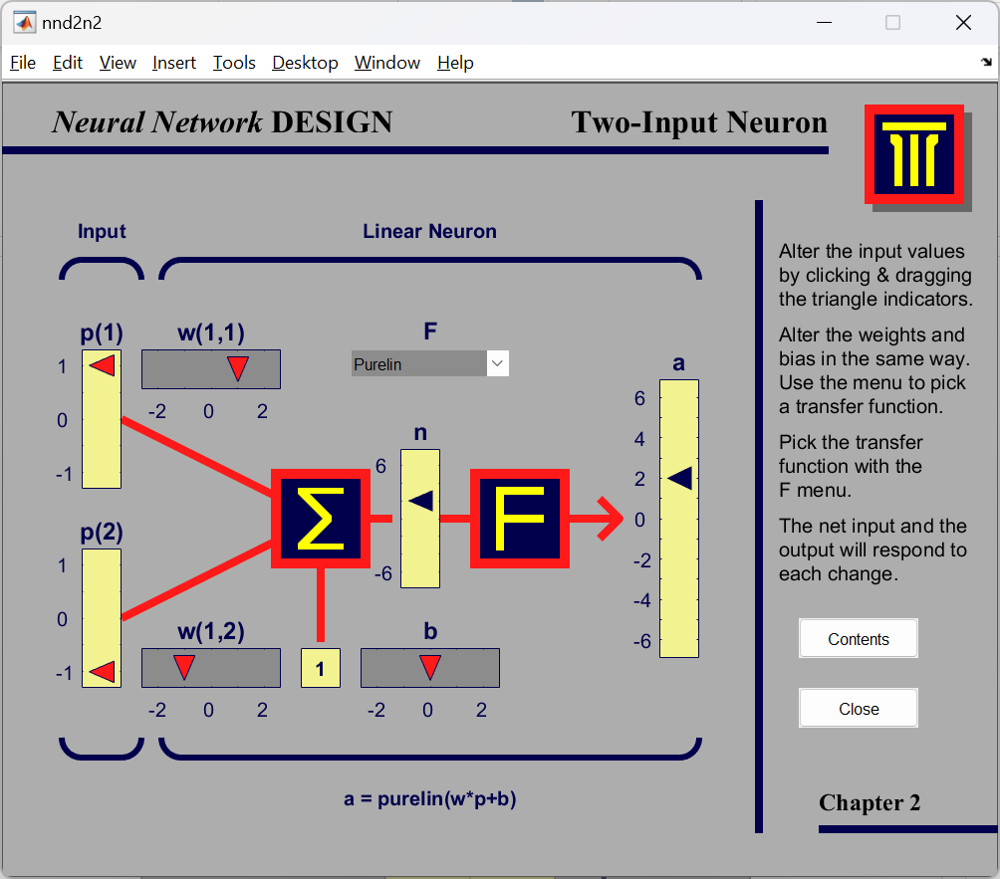 nnd2n2
File Edit View Insert Tools Desktop Window Help
Neural Network DESIGN
Two-Input Neuron
Input
Linear Neuron
Alter the input values
by clicking & dragging
the triangle indicators.
Alter the weights and
bias in the same way.
Use the menu to pick
a transfer function.
Pick the transfer
function with the
F menu.
The net input and the
output will respond to
each change.
p(1)
1
0
-1
w(1,1)
-2 0 2
F
Purelin
a
6
4
2
0
-2
-4
-6
n
6
-6
Σ
F
p(2)
1
0
-1
w(1,2)
-2 0 2
1
b
-2 0 2
a = purelin(w*p+b)
Contents
Close
Chapter 2